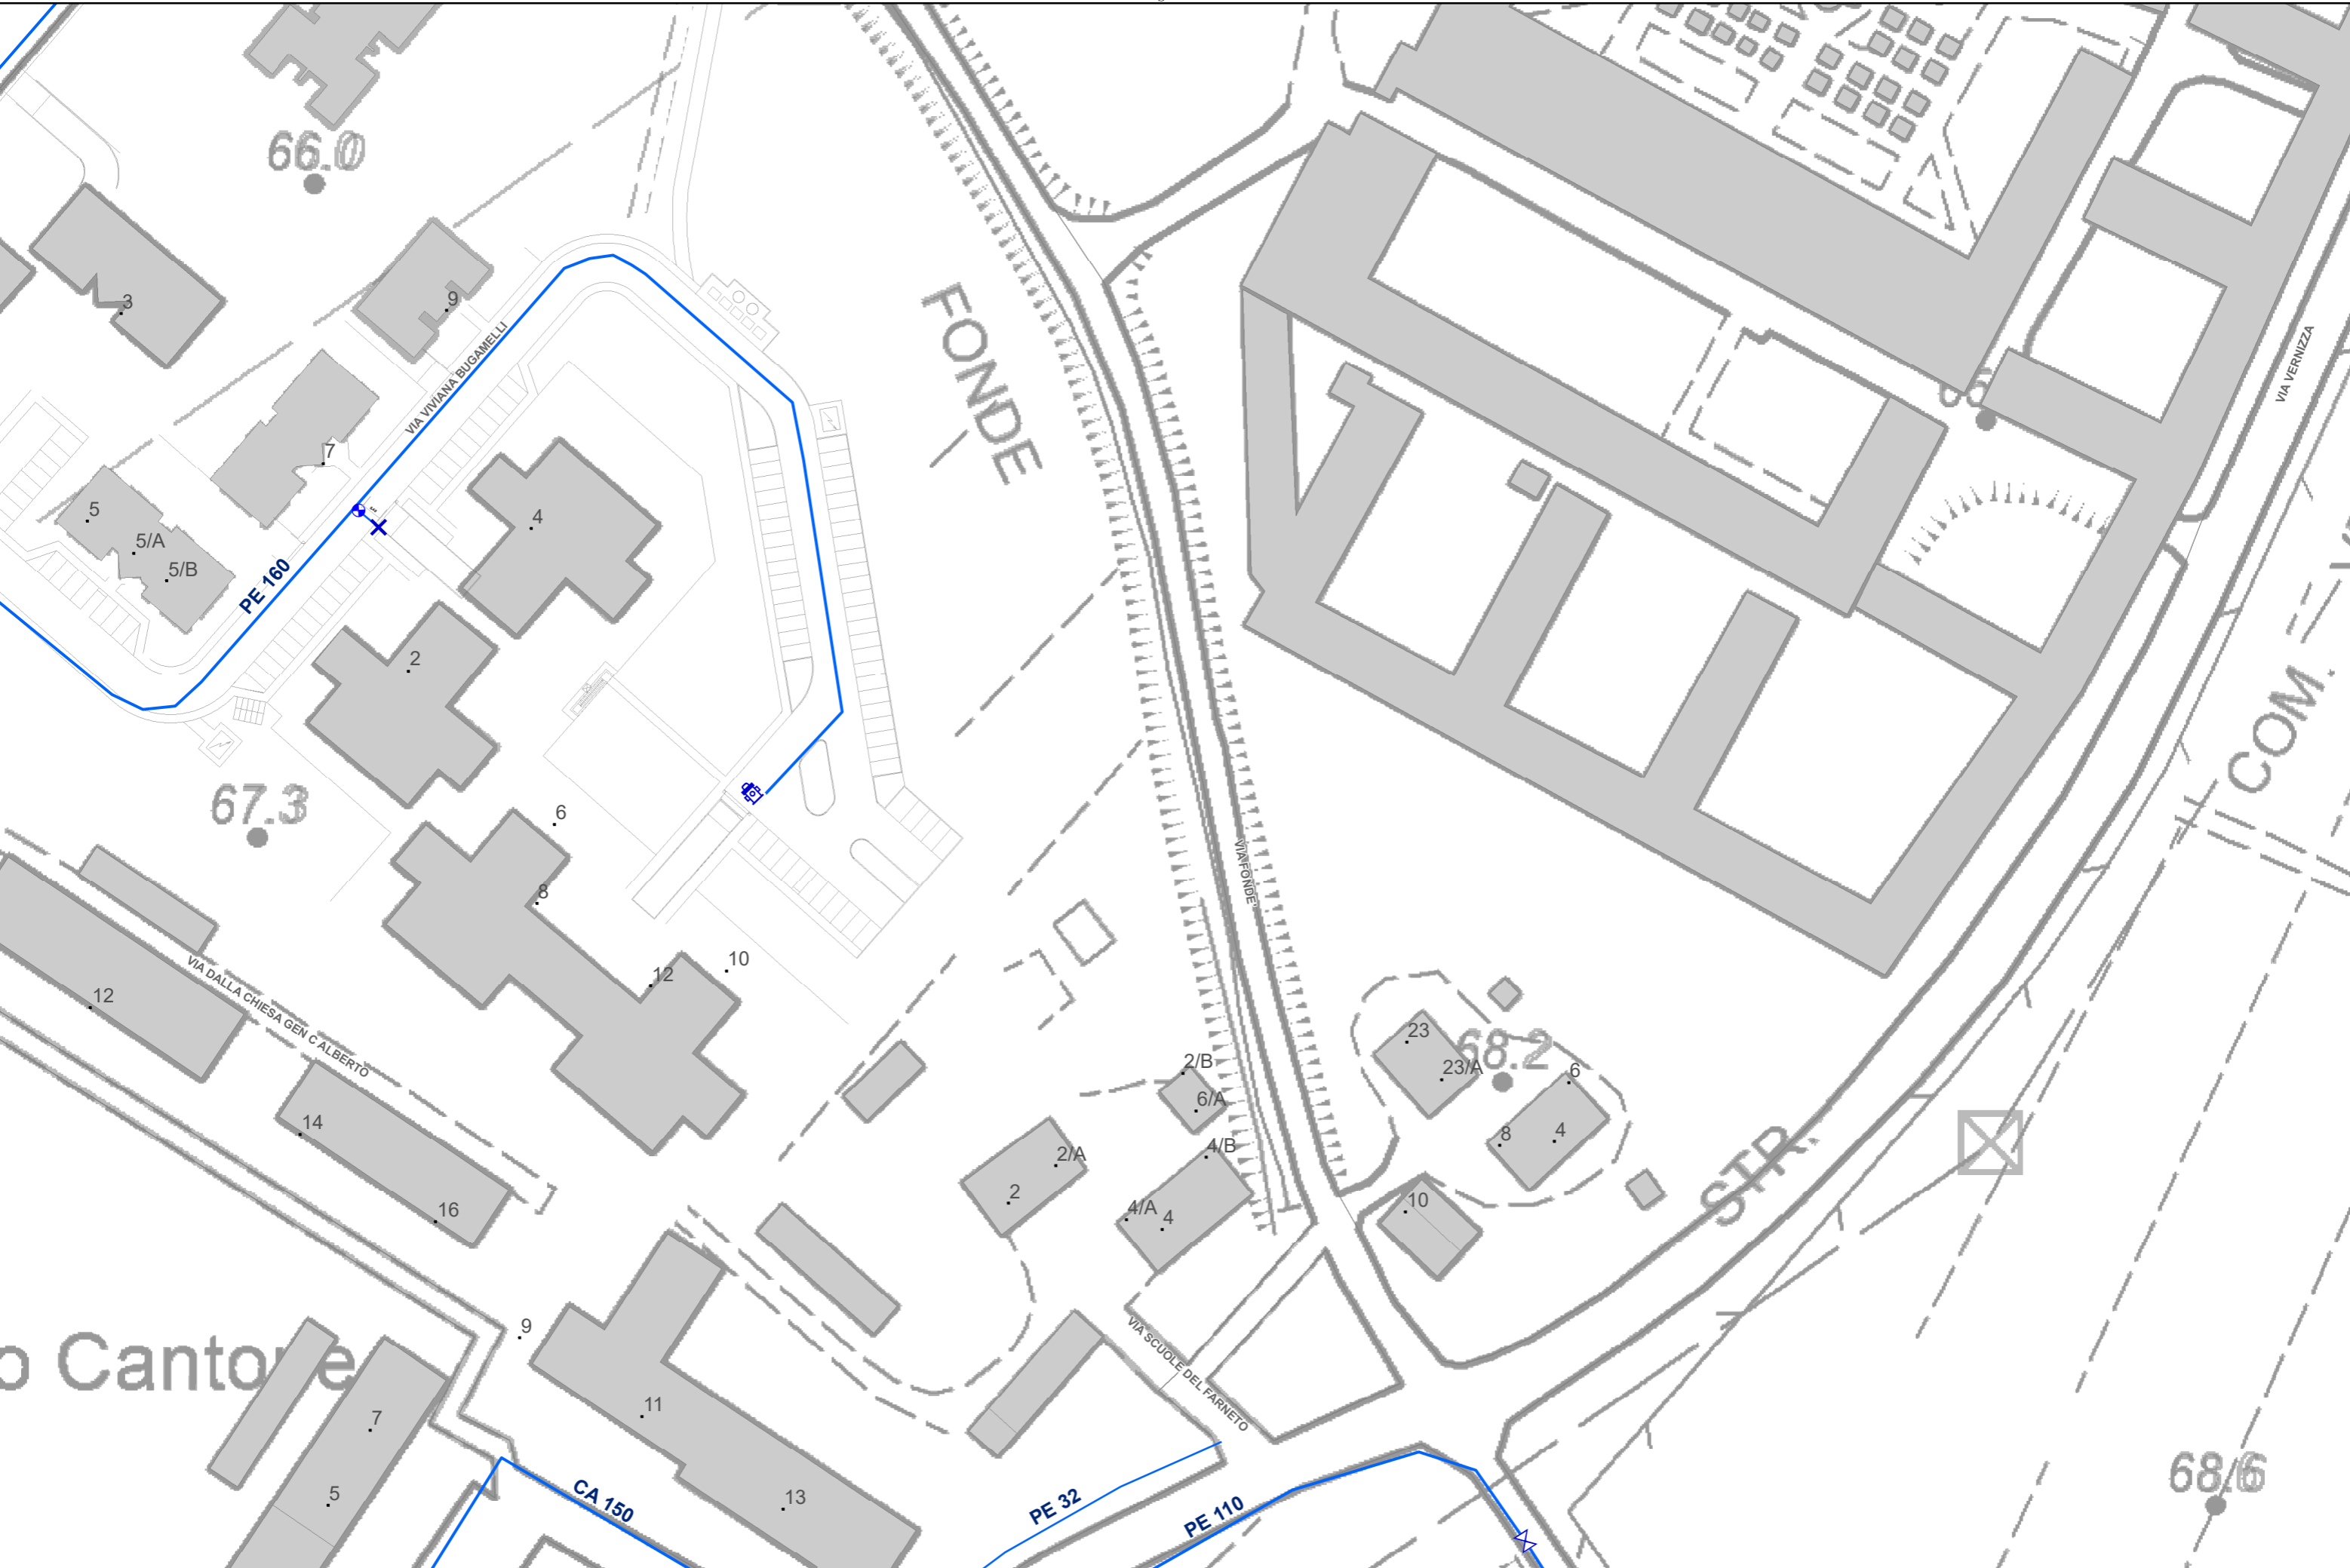 66.0
3
9
VIA VIVIANA BUGAMELLI
FONDE
VIA VERNIZZA
7
5
5/A
5/B
4
PE 160
2
COM.
67.3
6
8
VIA FONDE'
10
12
12
VIA DALLA CHIESA GEN C ALBERTO
14
16
2/B
6/A
4/B
2/A
2
4/A
4
23
68.2
23/A
6
8
4
10
STR.
9
o Cantone
VIA SCUOLE DEL FARNETO
7
11
5
13
CA 150
PE 32
PE 110
68.6